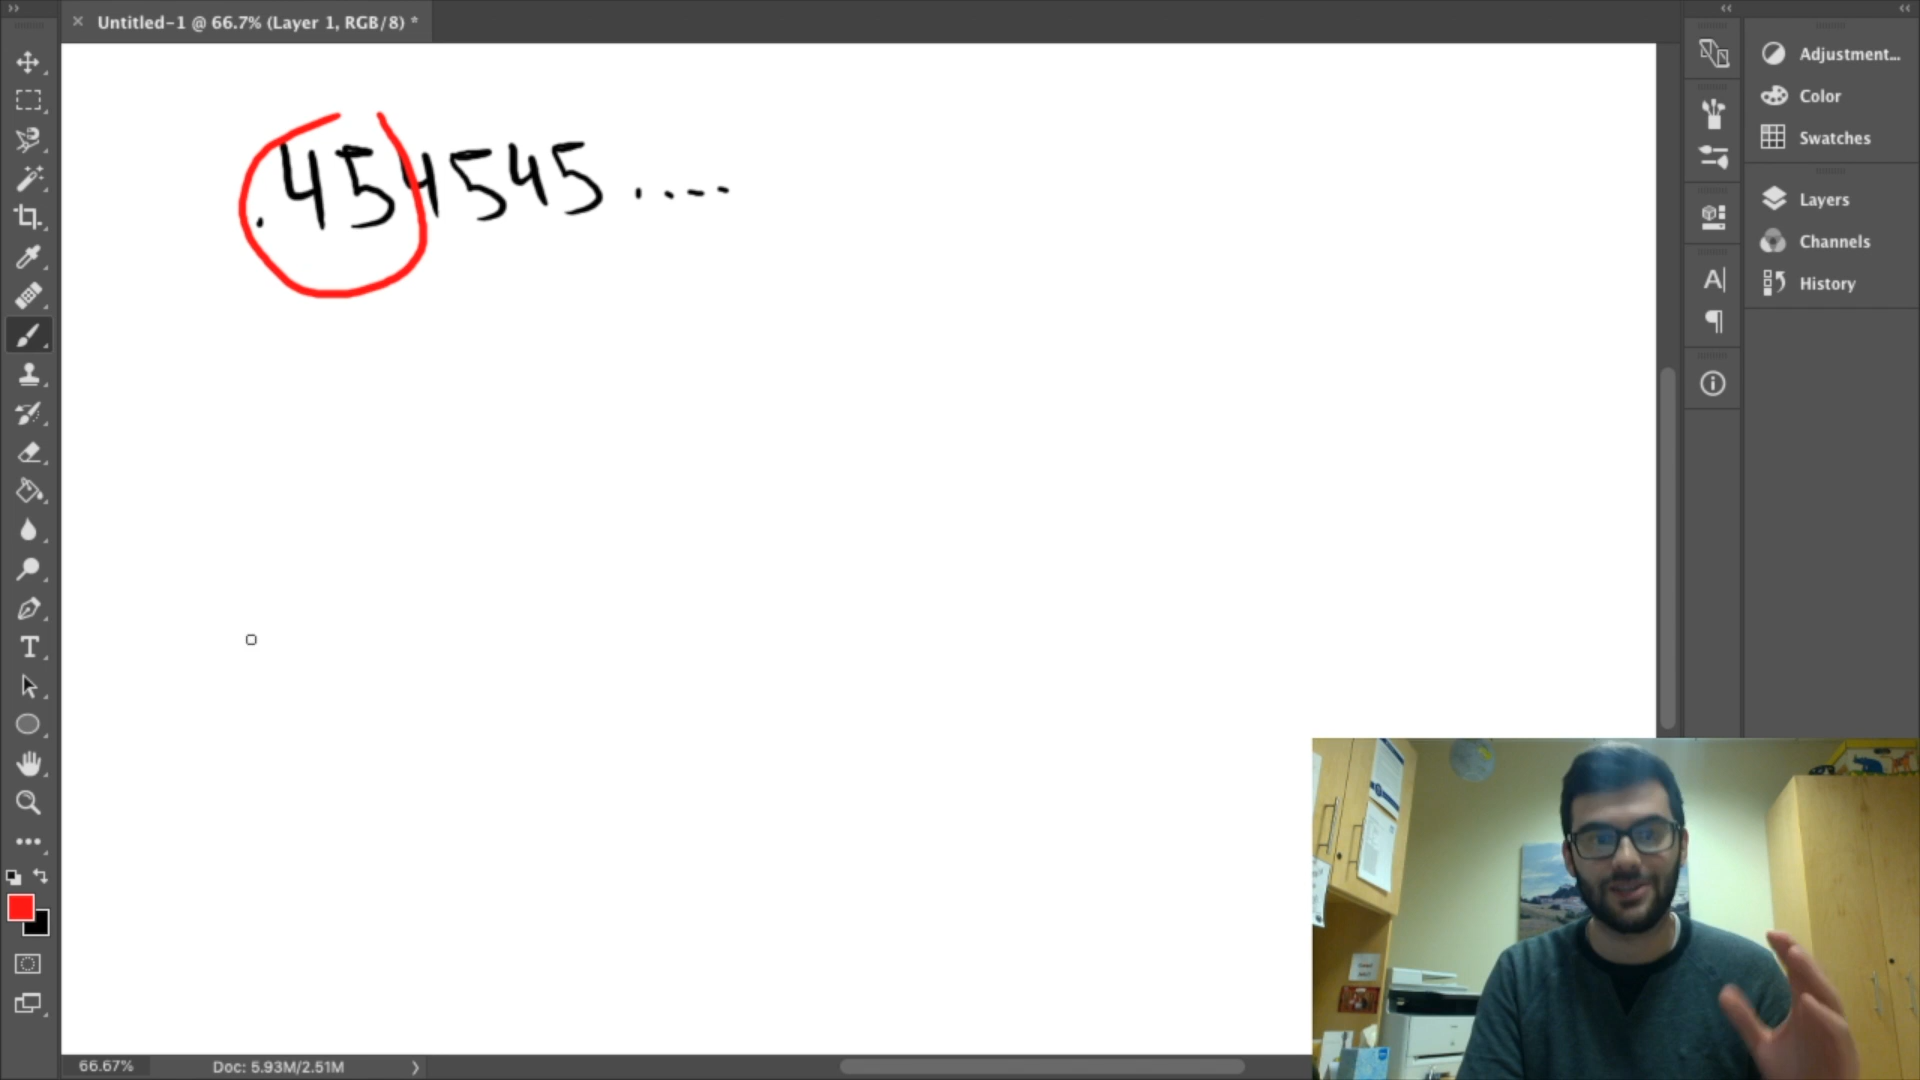 Untitled-1 @ 66.7% (Layer 1, RGB/8) *
.454545....
Adjustment...
Color
Swatches
Layers
Channels
History
66.67%
Doc: 5.93M/2.51M